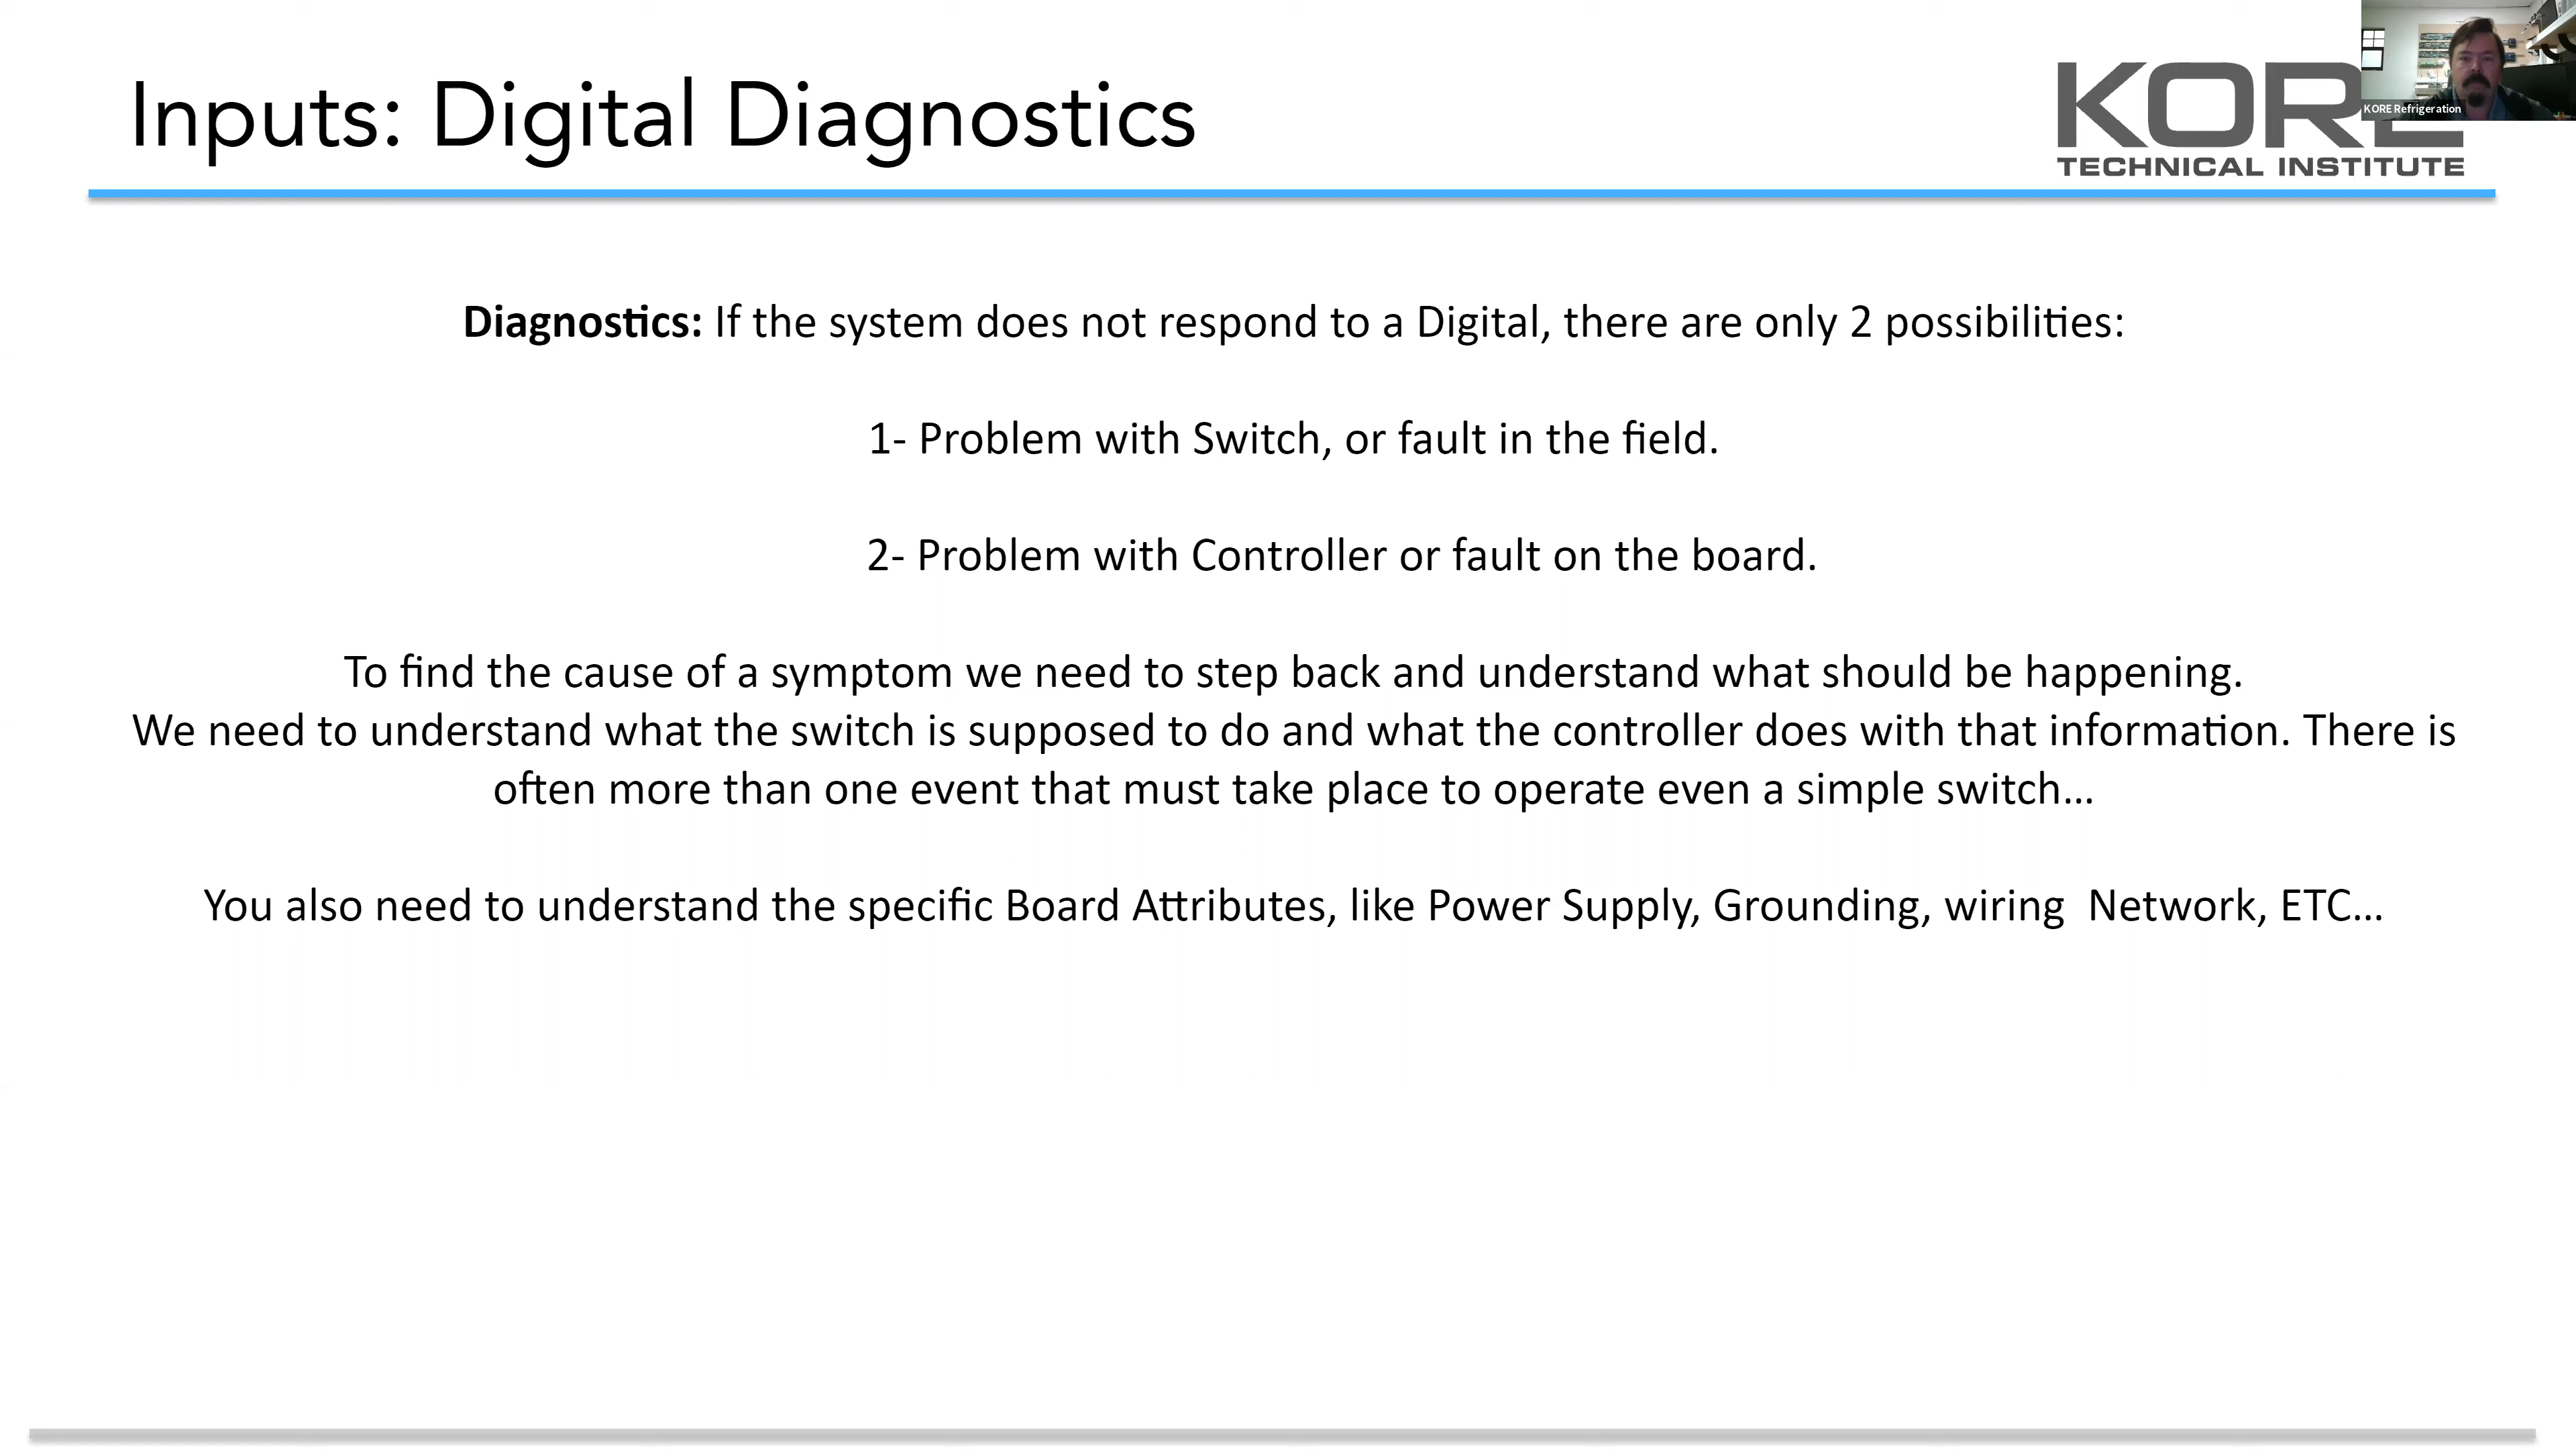 Inputs: Digital Diagnostics
KORE
TECHNICAL INSTITUTE
KORE Refrigeration
Diagnostics: If the system does not respond to a Digital, there are only 2 possibilities:
1- Problem with Switch, or fault in the field.
2- Problem with Controller or fault on the board.
To find the cause of a symptom we need to step back and understand what should be happening.
We need to understand what the switch is supposed to do and what the controller does with that information. There is
often more than one event that must take place to operate even a simple switch...
You also need to understand the specific Board Attributes, like Power Supply, Grounding, wiring  Network, ETC...